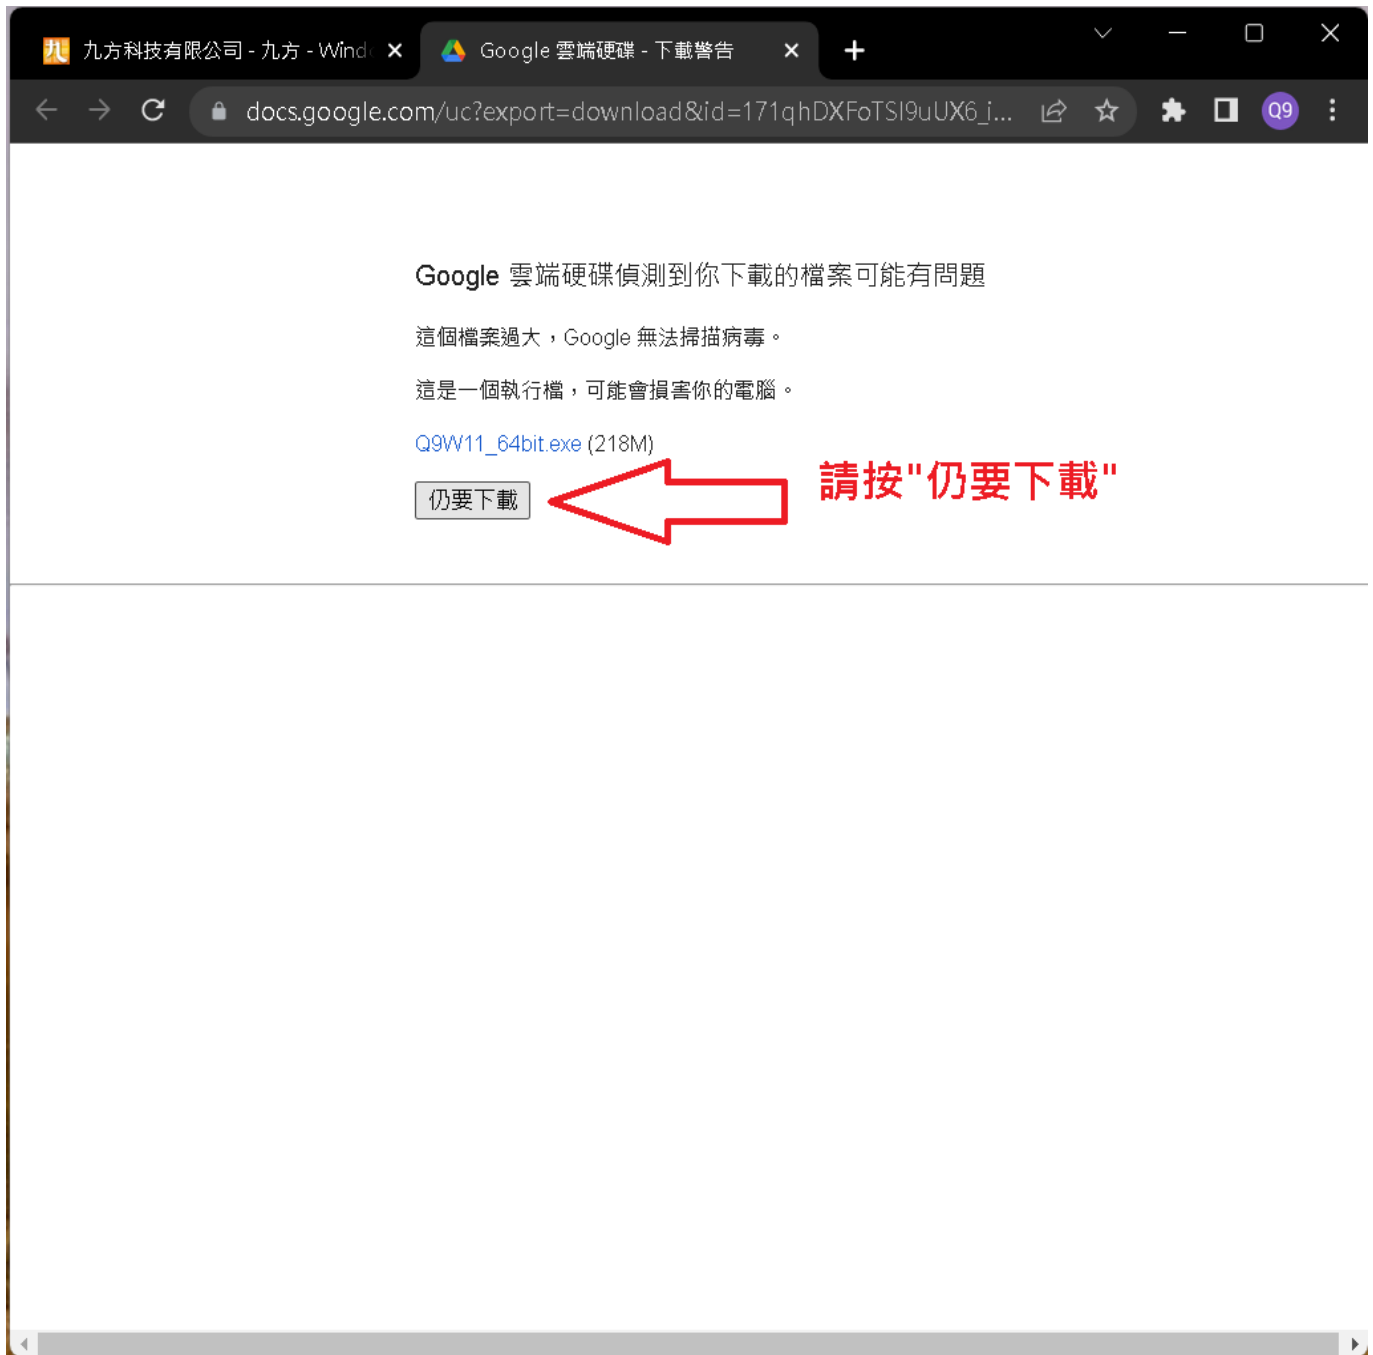 九 九方科技有限公司 - 九方 - Wind
Google 雲端硬碟 - 下載警告
docs.google.com/uc?export=download&id=171qhDXFoTSI9uUX6_i...
Q9
Google 雲端硬碟偵測到你下載的檔案可能有問題
這個檔案過大，Google 無法掃描病毒。
這是一個執行檔，可能會損害你的電腦。
Q9W11_64bit.exe (218M)
仍要下載
請按"仍要下載"